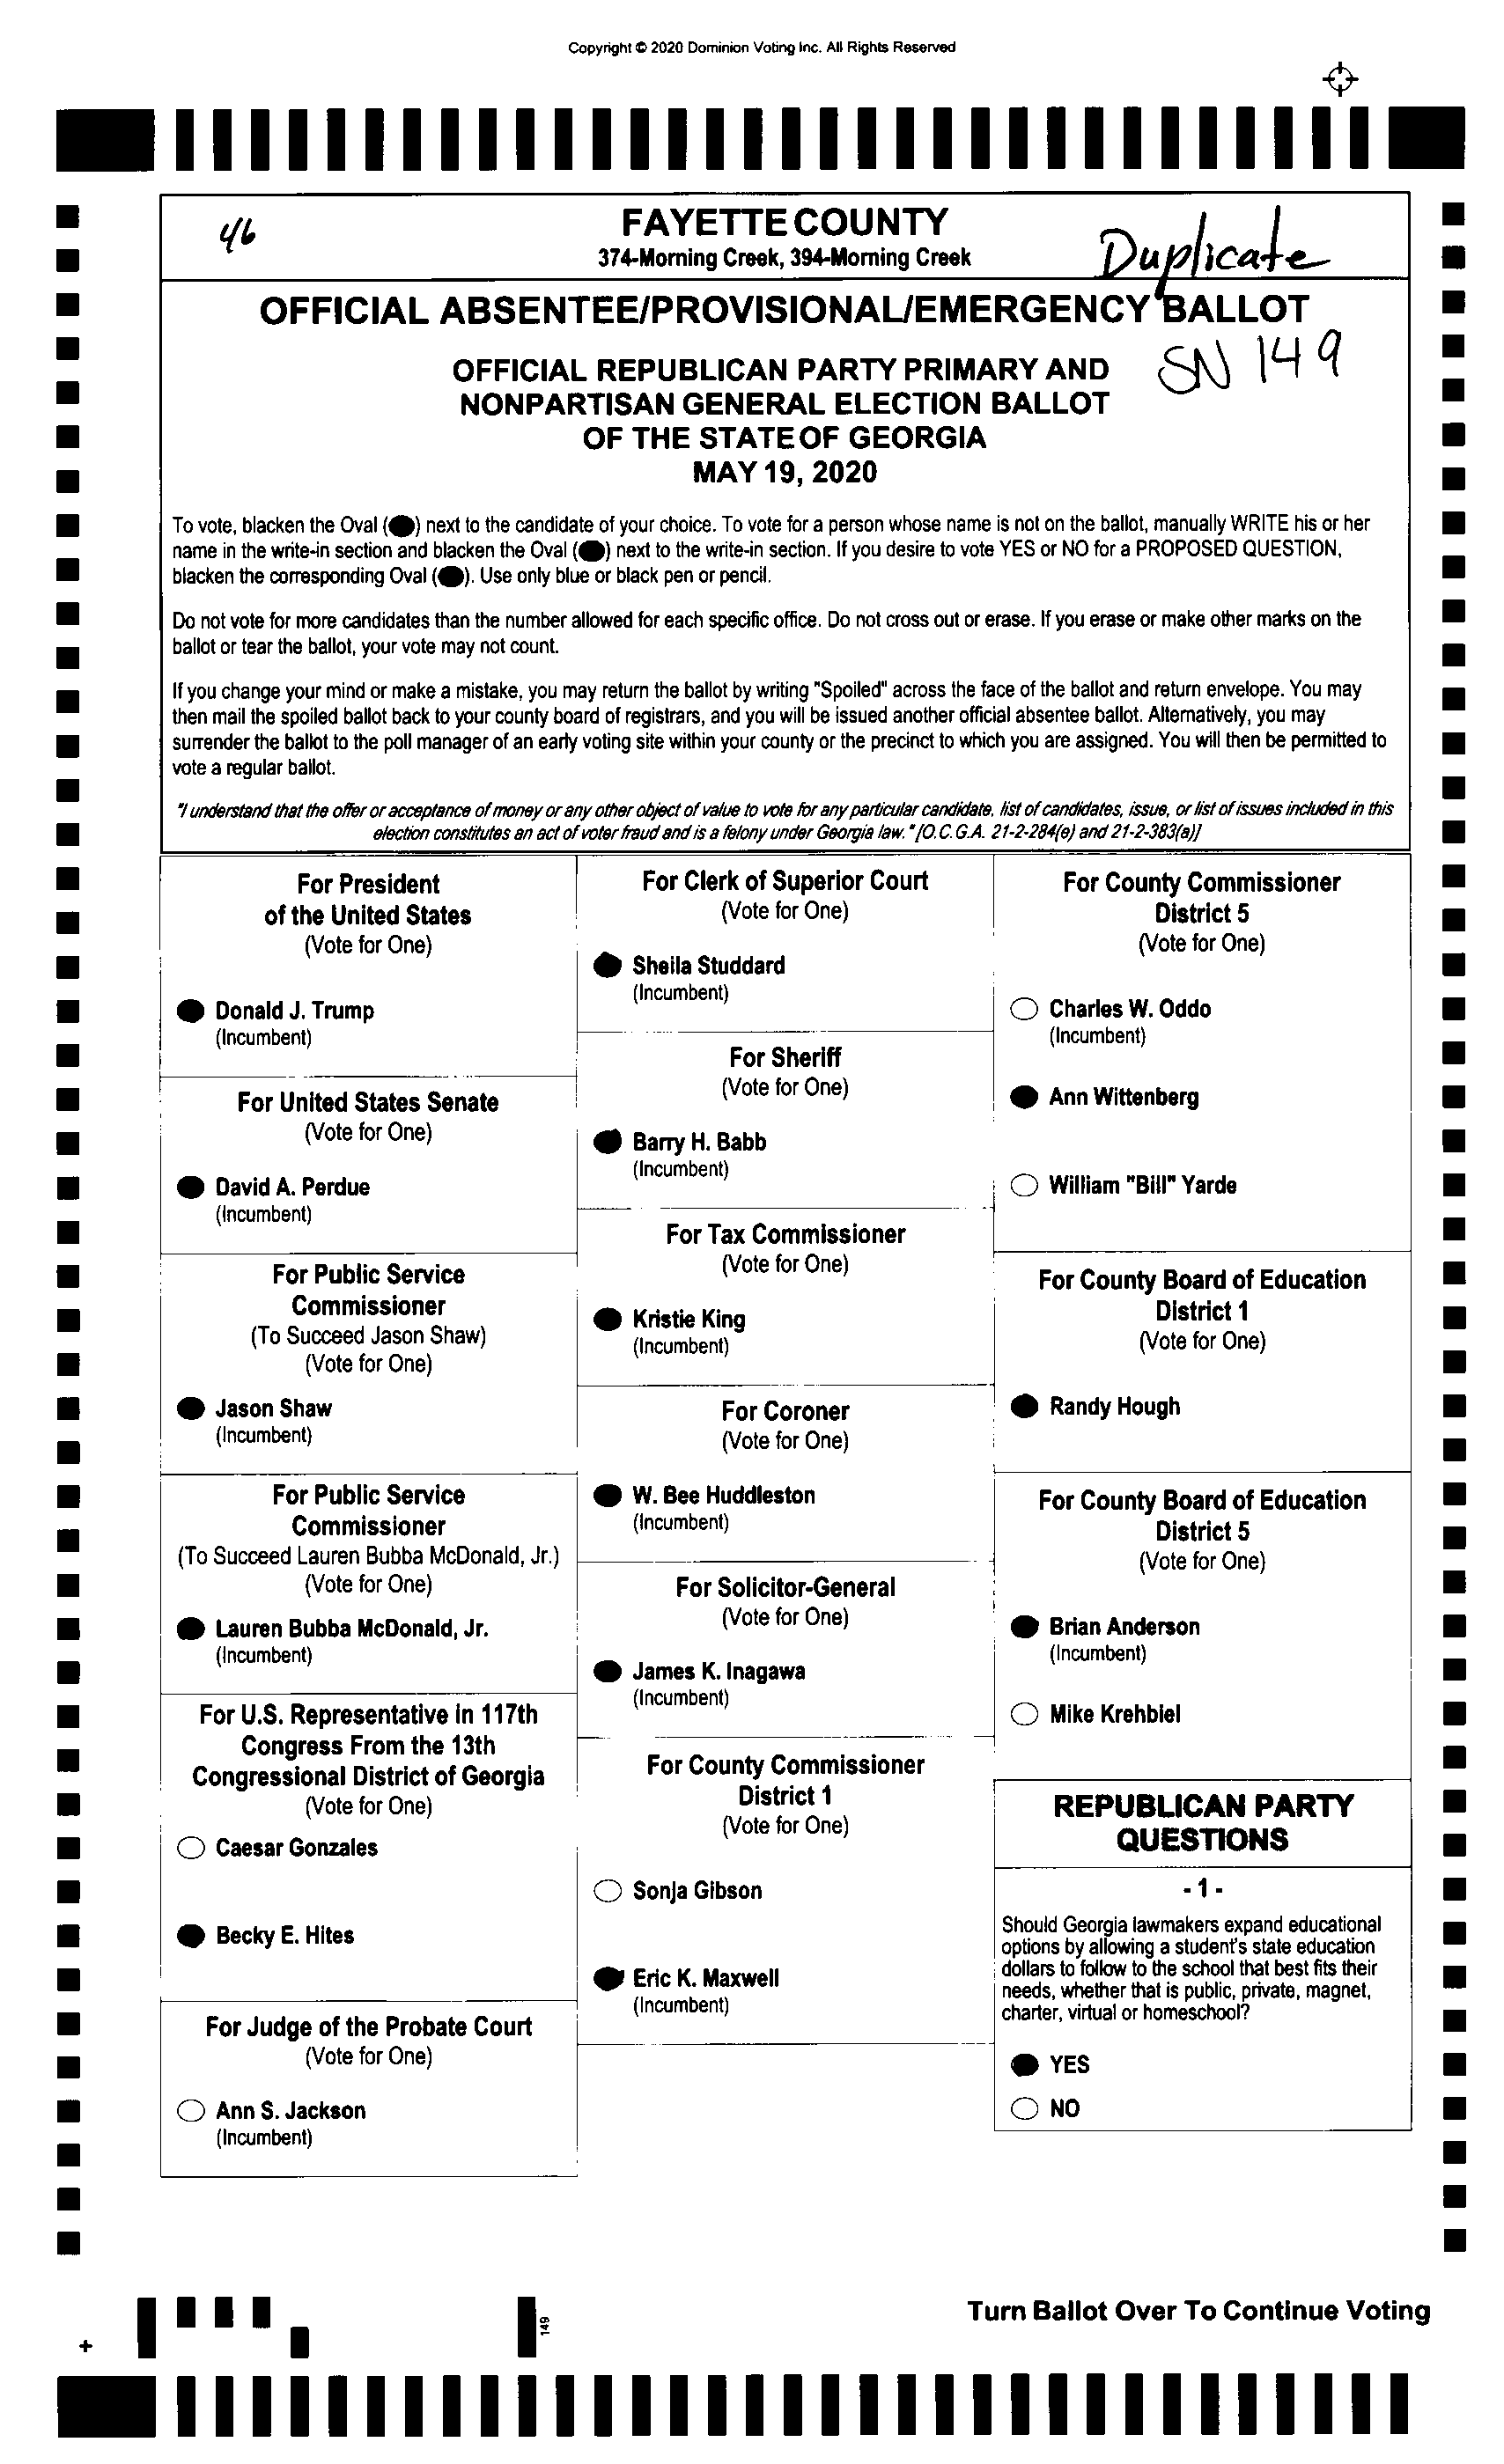 Copyright © 2020 Dominion Voting Inc. All Rights Reserved
46
FAYETTE COUNTY
374-Morning Creek, 394-Morning Creek
Duplicate
OFFICIAL ABSENTEE/PROVISIONAL/EMERGENCY BALLOT
SN 149
OFFICIAL REPUBLICAN PARTY PRIMARY AND
NONPARTISAN GENERAL ELECTION BALLOT
OF THE STATE OF GEORGIA
MAY 19, 2020
To vote, blacken the Oval ( ) next to the candidate of your choice. To vote for a person whose name is not on the ballot, manually WRITE his or her
name in the write-in section and blacken the Oval ( ) next to the write-in section. If you desire to vote YES or NO for a PROPOSED QUESTION,
blacken the corresponding Oval ( ). Use only blue or black pen or pencil.
Do not vote for more candidates than the number allowed for each specific office. Do not cross out or erase. If you erase or make other marks on the
ballot or tear the ballot, your vote may not count.
If you change your mind or make a mistake, you may return the ballot by writing "Spoiled" across the face of the ballot and return envelope. You may
then mail the spoiled ballot back to your county board of registrars, and you will be issued another official absentee ballot. Alternatively, you may
surrender the ballot to the poll manager of an early voting site within your county or the precinct to which you are assigned. You will then be permitted to
vote a regular ballot.
"I understand that the offer or acceptance of money or any other object of value to vote for any particular candidate, list of candidates, issue, or list of issues included in this
election constitutes an act of voter fraud and is a felony under Georgia law." [O.C.G.A. 21-2-284(e) and 21-2-383(a)]
For President
of the United States
(Vote for One)
Donald J. Trump
(Incumbent)
For United States Senate
(Vote for One)
David A. Perdue
(Incumbent)
For Public Service
Commissioner
(To Succeed Jason Shaw)
(Vote for One)
Jason Shaw
(Incumbent)
For Public Service
Commissioner
(To Succeed Lauren Bubba McDonald, Jr.)
(Vote for One)
Lauren Bubba McDonald, Jr.
(Incumbent)
For U.S. Representative in 117th
Congress From the 13th
Congressional District of Georgia
(Vote for One)
Caesar Gonzales
Becky E. Hites
For Judge of the Probate Court
(Vote for One)
Ann S. Jackson
(Incumbent)
For Clerk of Superior Court
(Vote for One)
Sheila Studdard
(Incumbent)
For Sheriff
(Vote for One)
Barry H. Babb
(Incumbent)
For Tax Commissioner
(Vote for One)
Kristie King
(Incumbent)
For Coroner
(Vote for One)
W. Bee Huddleston
(Incumbent)
For Solicitor-General
(Vote for One)
James K. Inagawa
(Incumbent)
For County Commissioner
District 1
(Vote for One)
Sonja Gibson
Eric K. Maxwell
(Incumbent)
For County Commissioner
District 5
(Vote for One)
Charles W. Oddo
(Incumbent)
Ann Wittenberg
William "Bill" Yarde
For County Board of Education
District 1
(Vote for One)
Randy Hough
For County Board of Education
District 5
(Vote for One)
Brian Anderson
(Incumbent)
Mike Krehbiel
REPUBLICAN PARTY
QUESTIONS
- 1 -
Should Georgia lawmakers expand educational
options by allowing a student's state education
dollars to follow to the school that best fits their
needs, whether that is public, private, magnet,
charter, virtual or homeschool?
YES
NO
Turn Ballot Over To Continue Voting
149
+